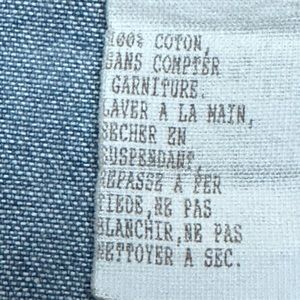 100% COTON,
SANS COMPTER
GARNITURE.
LAVER A LA MAIN,
SECHER EN
SUSPENDANT,
REPASSE A FER
TIEDE,NE PAS
BLANCHIR,NE PAS
NETTOYER A SEC.